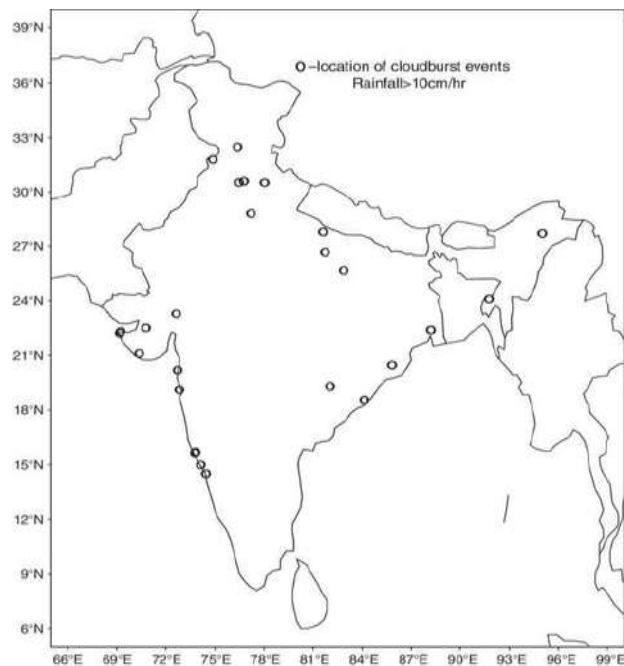 39°N
o–location of cloudburst events
Rainfall>10cm/hr
36°N
33°N
30°N
27°N
24°N
21°N
18°N
15°N
12°N
9°N
6°N
66°E 69°E 72°E 75°E 78°E 81°E 84°E 87°E 90°E 93°E 96°E 99°E